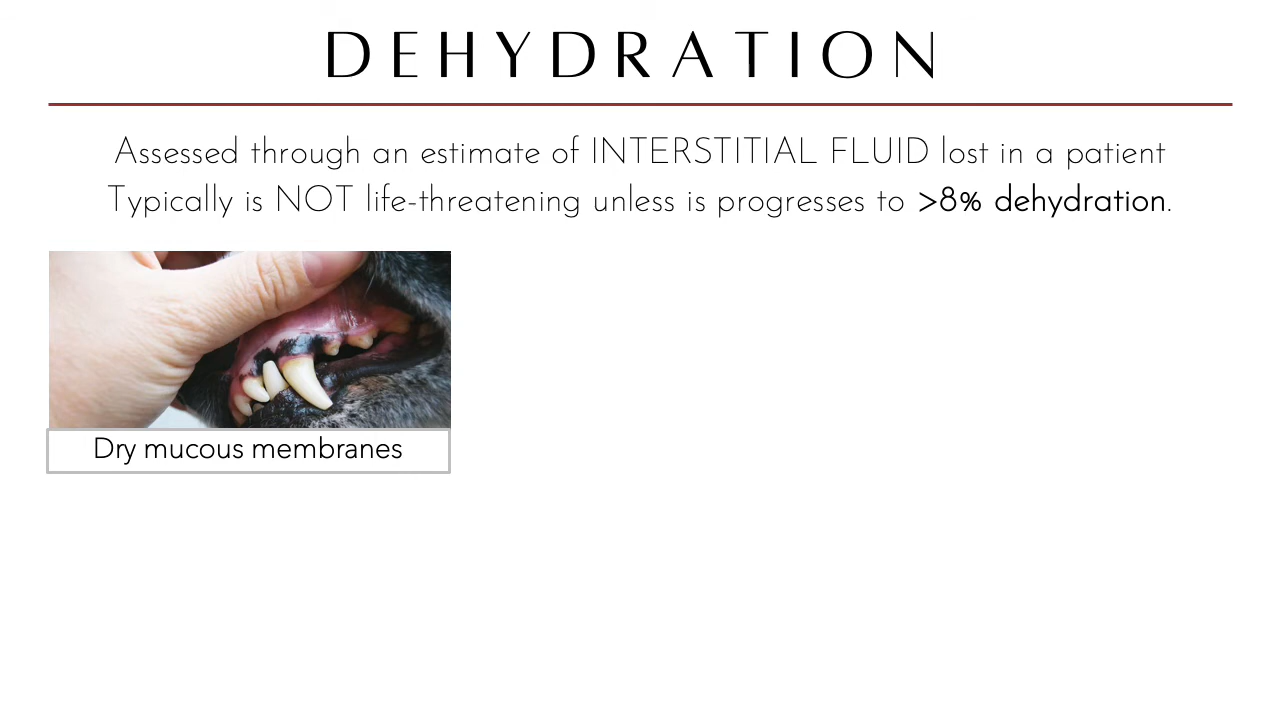 DEHYDRATION
Assessed through an estimate of INTERSTITIAL FLUID lost in a patient
Typically is NOT life-threatening unless is progresses to >8% dehydration.
Dry mucous membranes